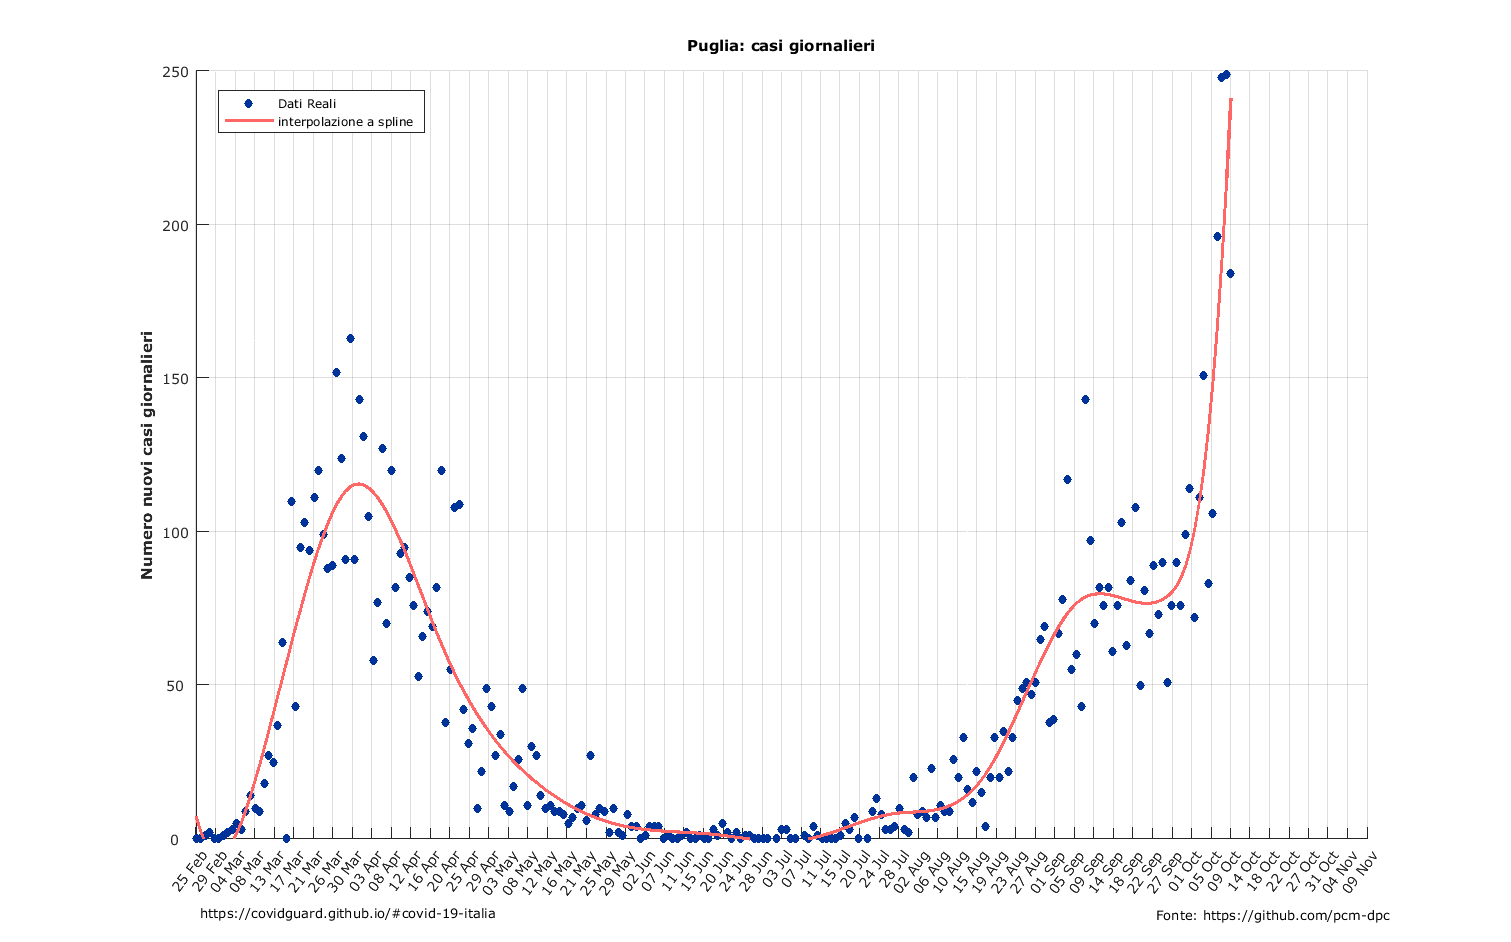 Puglia: casi giornalieri
250
200
150
100
50
0
Numero nuovi casi giornalieri
Dati Reali
interpolazione a spline
25 Feb
29 Feb
04 Mar
08 Mar
13 Mar
17 Mar
21 Mar
26 Mar
30 Mar
03 Apr
08 Apr
12 Apr
16 Apr
20 Apr
25 Apr
29 Apr
03 May
08 May
12 May
16 May
21 May
25 May
29 May
02 Jun
07 Jun
11 Jun
15 Jun
20 Jun
24 Jun
28 Jun
03 Jul
07 Jul
11 Jul
15 Jul
20 Jul
24 Jul
28 Jul
02 Aug
06 Aug
10 Aug
15 Aug
19 Aug
23 Aug
27 Aug
01 Sep
05 Sep
09 Sep
14 Sep
18 Sep
22 Sep
27 Sep
01 Oct
05 Oct
09 Oct
14 Oct
18 Oct
22 Oct
27 Oct
31 Oct
04 Nov
09 Nov
https://covidguard.github.io/#covid-19-italia
Fonte: https://github.com/pcm-dpc